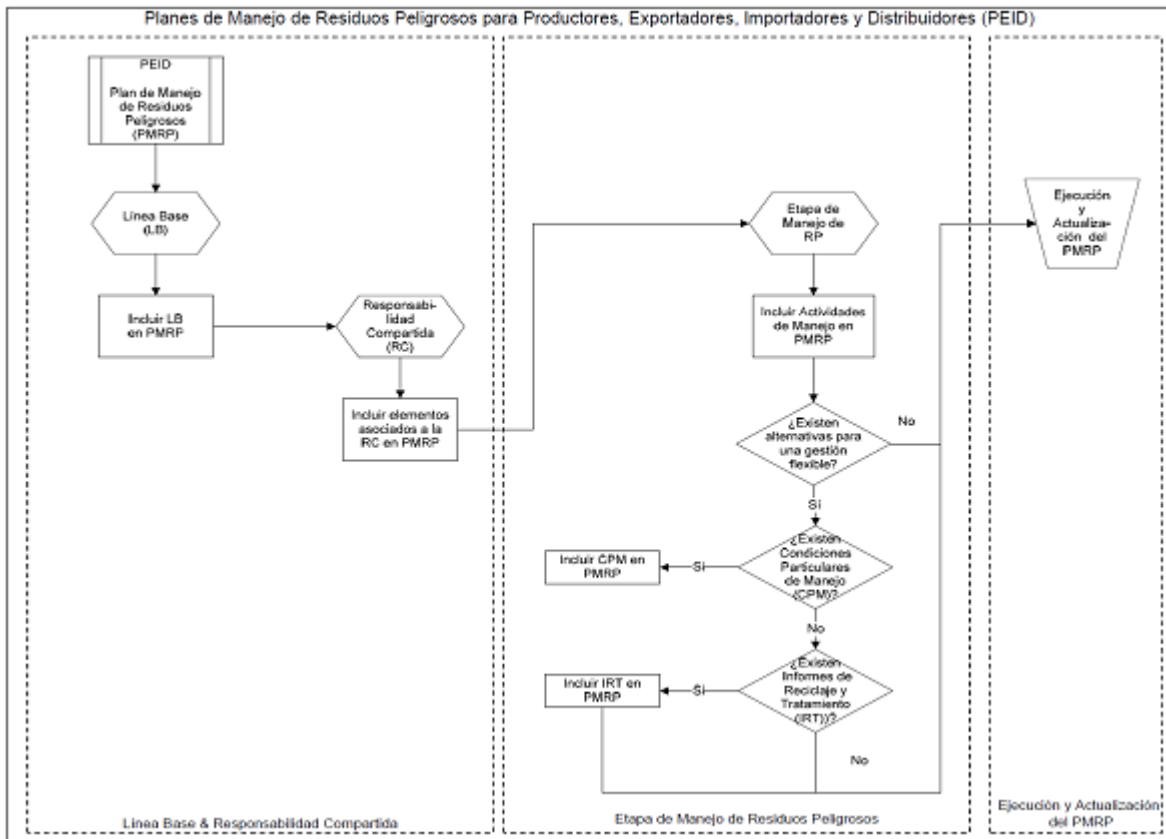 Planes de Manejo de Residuos Peligrosos para Productores, Exportadores, Importadores y Distribuidores (PEID)
PEID
Plan de Manejo
de Residuos
Peligrosos
(PMRP)
Línea Base
(LB)
Incluir LB
en PMRP
Responsabi-
lidad
Compartida
(RC)
Incluir elementos
asociados a la
RC en PMRP
Línea Base & Responsabilidad Compartida
Etapa de
Manejo de
RP
Incluir Actividades
de Manejo en
PMRP
¿Existen
alternativas para
una gestión
flexible?
No
Si
¿Existen
Condiciones
Particulares
de Manejo
(CPM)?
Si
Incluir CPM en
PMRP
No
¿Existen
Informes de
Reciclaje y
Tratamiento
(IRT))?
Si
Incluir IRT en
PMRP
No
Etapa de Manejo de Residuos Peligrosos
Ejecución
y
Actualiza-
ción del
PMRP
Ejecución y Actualización
del PMRP